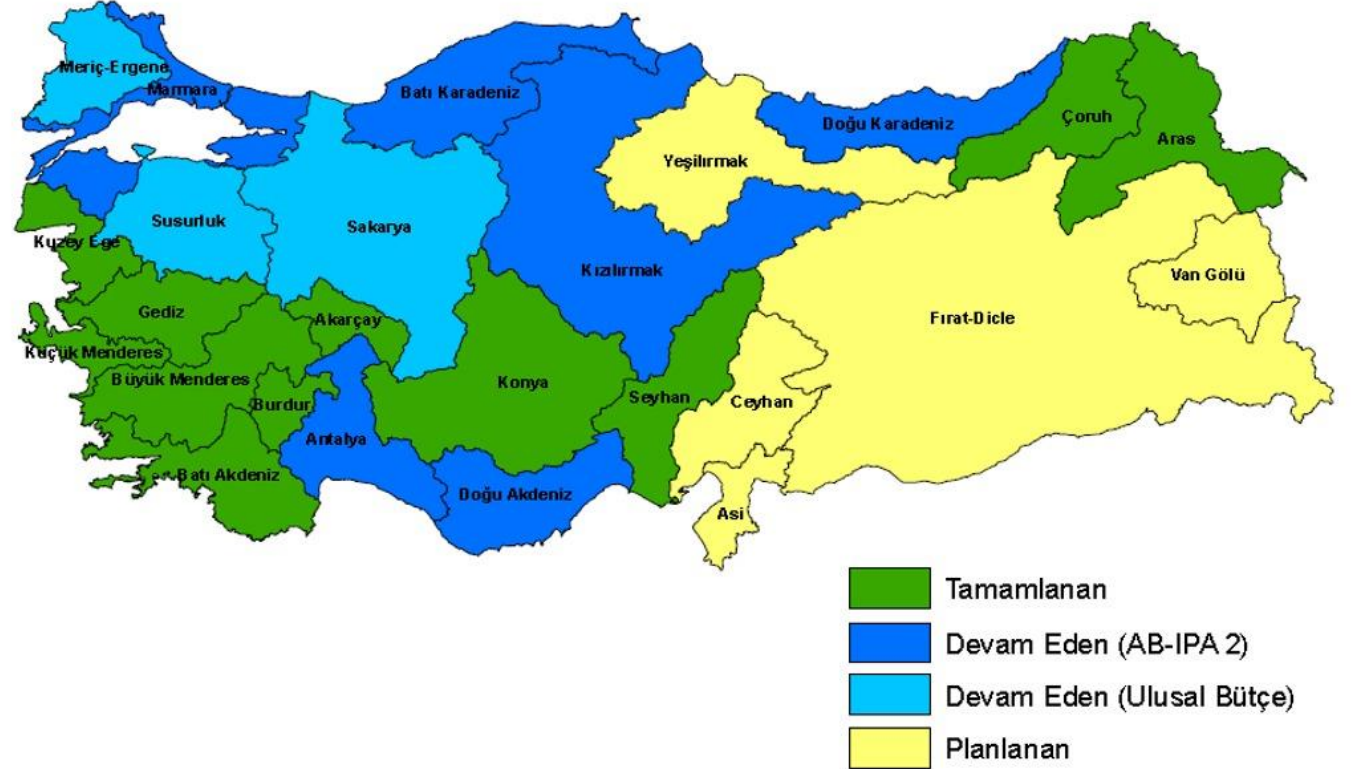 Meriç-Ergene
Marmara
Batı Karadeniz
Doğu Karadeniz
Çoruh
Aras
Yeşilırmak
Susurluk
Sakarya
Kuzey Ege
Kızılırmak
Van Gölü
Gediz
Akarçay
Fırat-Dicle
Küçük Menderes
Büyük Menderes
Konya
Burdur
Seyhan
Ceyhan
Antalya
Batı Akdeniz
Doğu Akdeniz
Asi
Tamamlanan
Devam Eden (AB-IPA 2)
Devam Eden (Ulusal Bütçe)
Planlanan